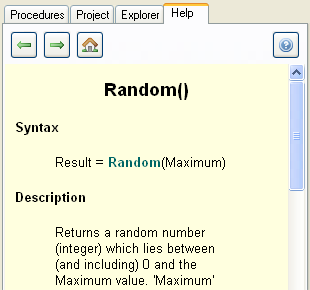 Procedures Project Explorer Help
Random()
Syntax
Result = Random(Maximum)
Description
Returns a random number
(integer) which lies between
(and including) 0 and the
Maximum value. 'Maximum'